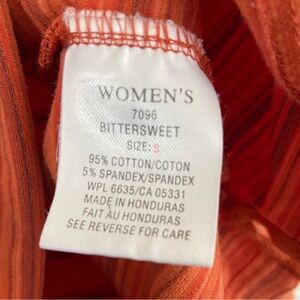 WOMEN'S
7096
BITTERSWEET
SIZE: S
95% COTTON/COTON
5% SPANDEX/SPANDEX
WPL 6635/CA 05331
MADE IN HONDURAS
FAIT AU HONDURAS
SEE REVERSE FOR CARE